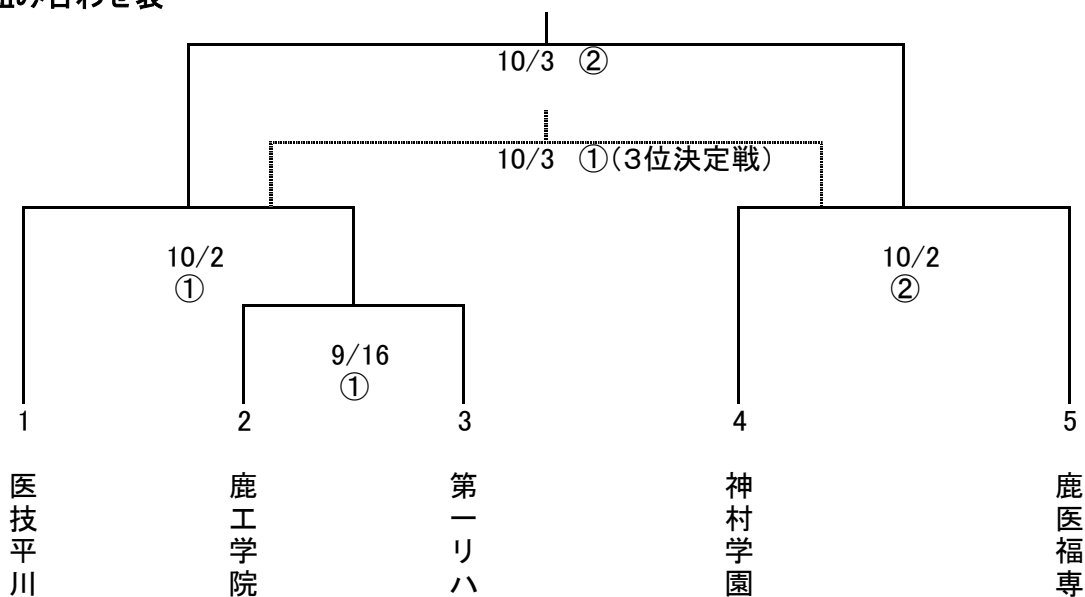 組み合わせ表
10/3 ②
10/3 ①(3位決定戦)
10/2
①
10/2
②
9/16
①
1
2
3
4
5
医技平川
鹿工学院
第一リハ
神村学園
鹿医福専